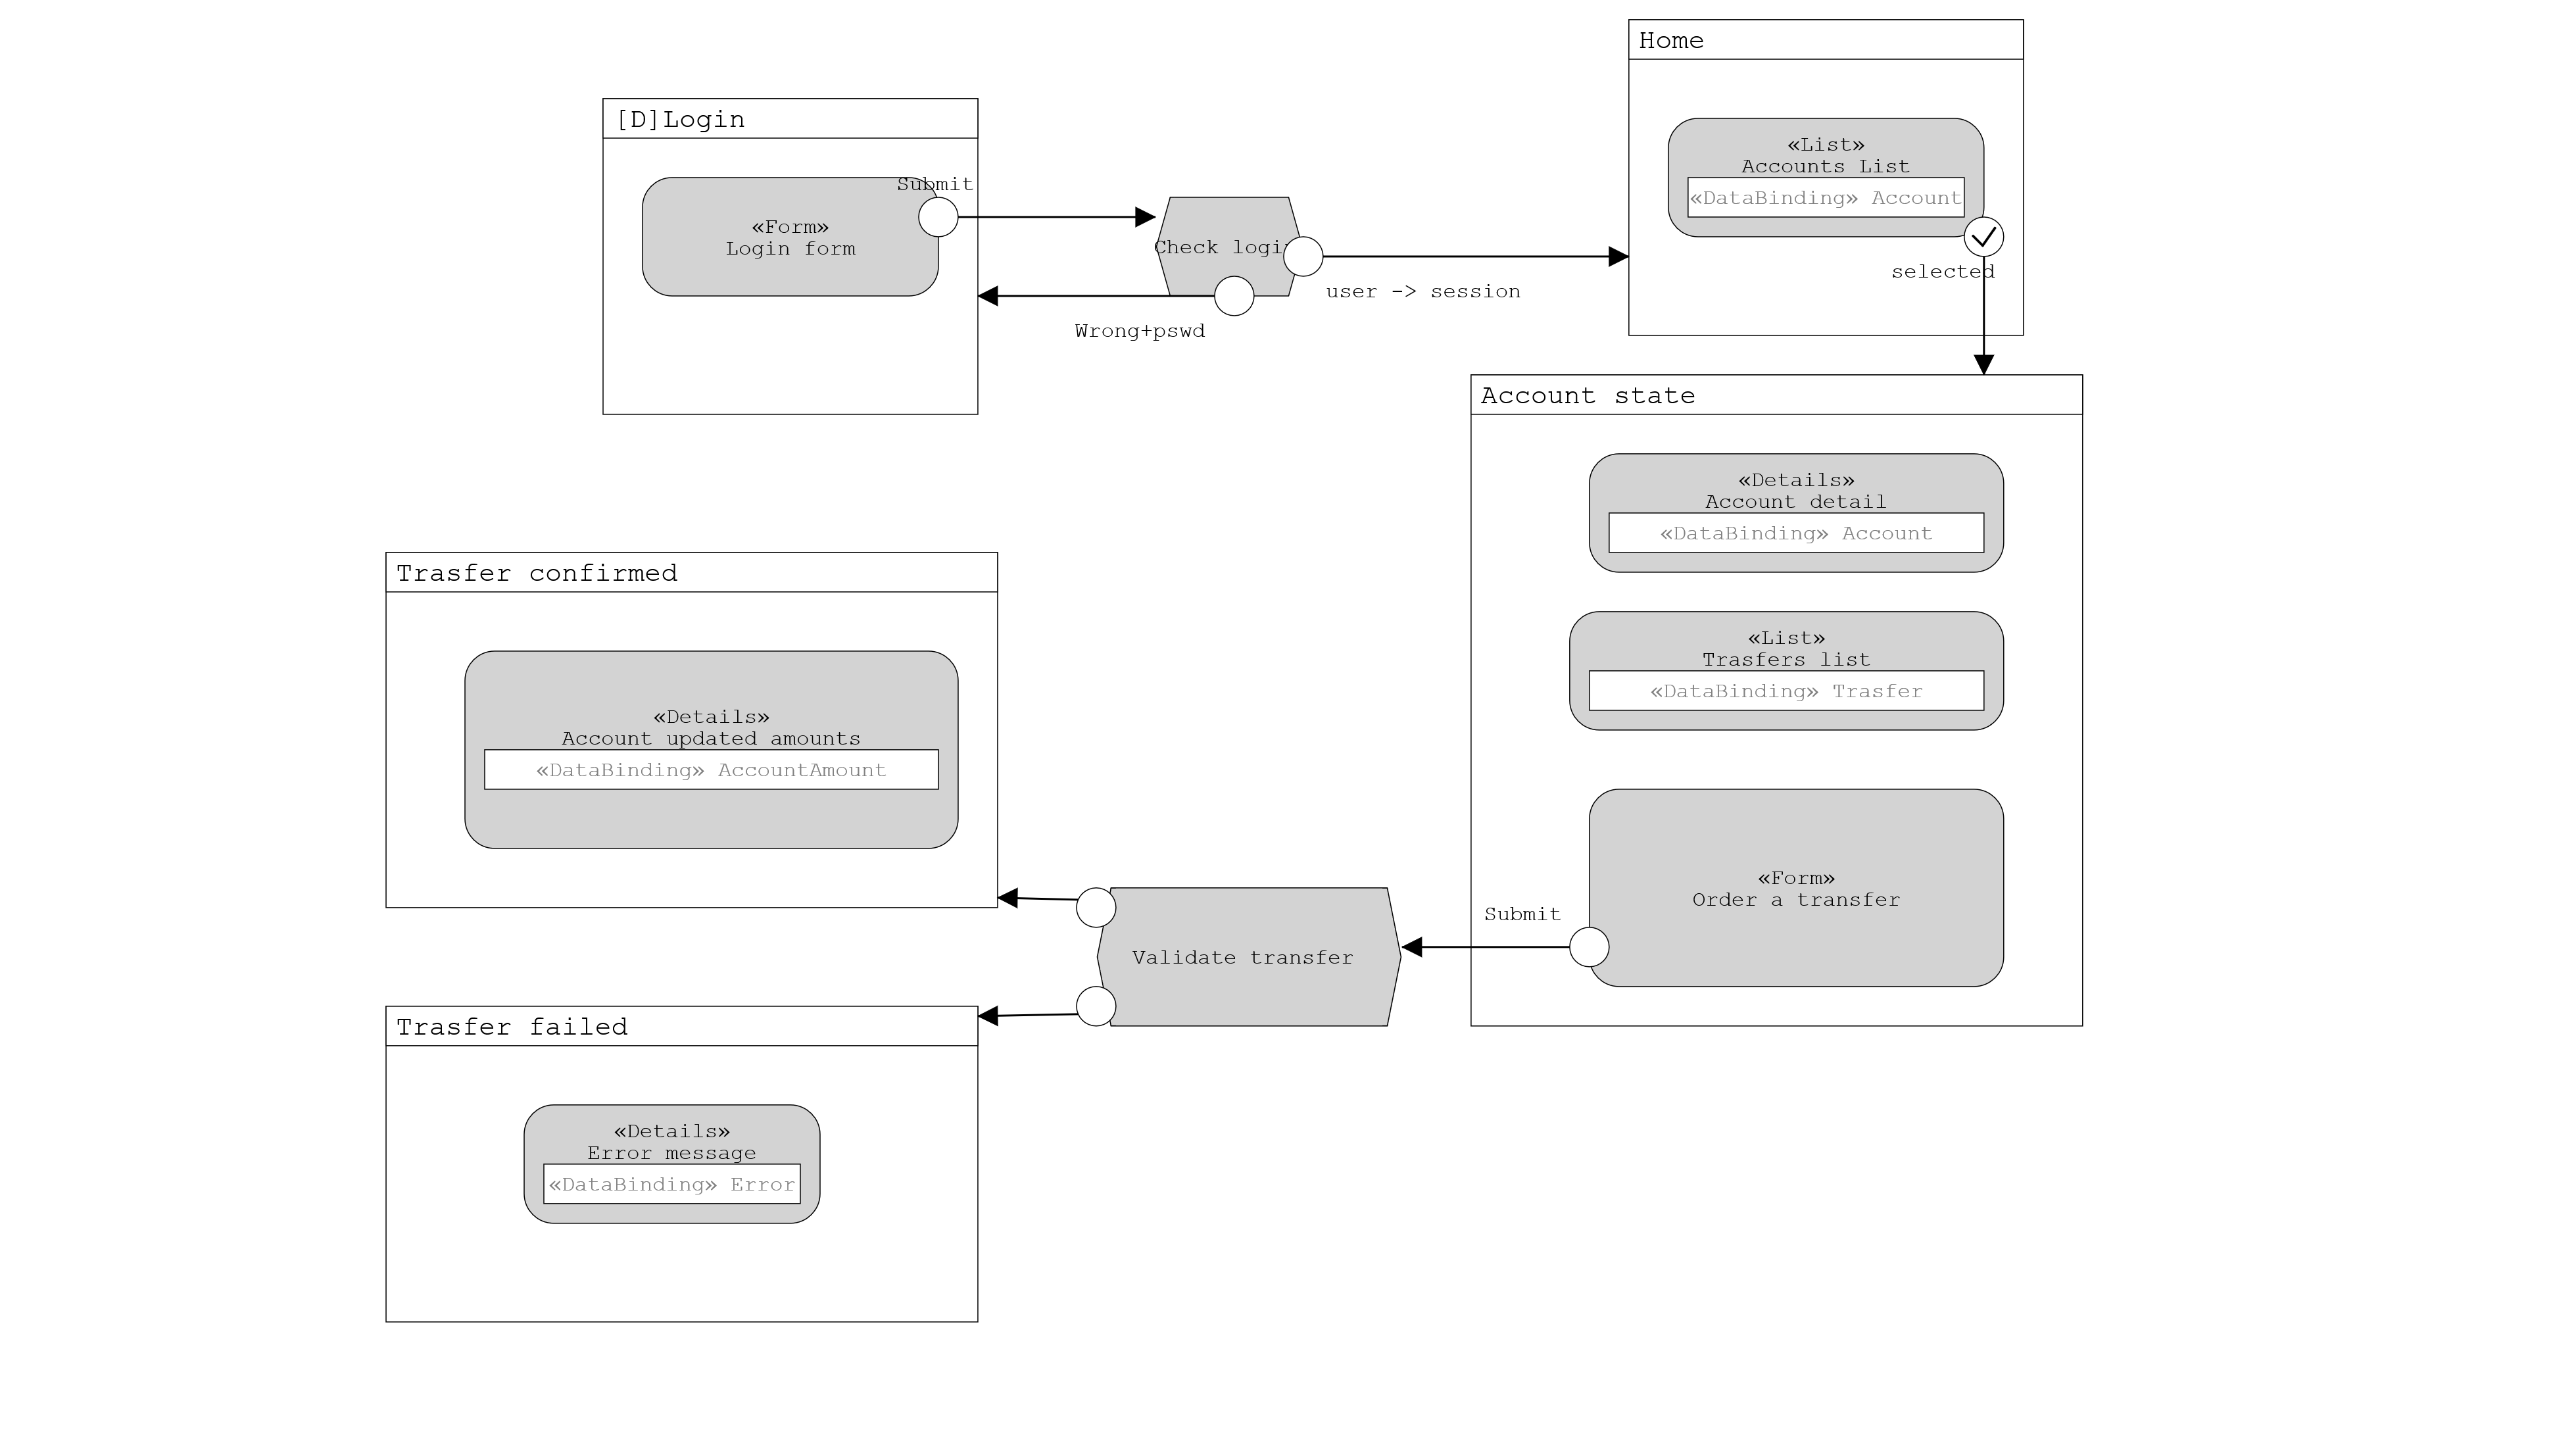 Home
[D]Login
«List»
Accounts List
«DataBinding» Account
Submit
«Form»
Login form
Check login
selected
user -> session
Wrong+pswd
Account state
«Details»
Account detail
«DataBinding» Account
Trasfer confirmed
«List»
Trasfers list
«DataBinding» Trasfer
«Details»
Account updated amounts
«DataBinding» AccountAmount
«Form»
Order a transfer
Submit
Validate transfer
Trasfer failed
«Details»
Error message
«DataBinding» Error